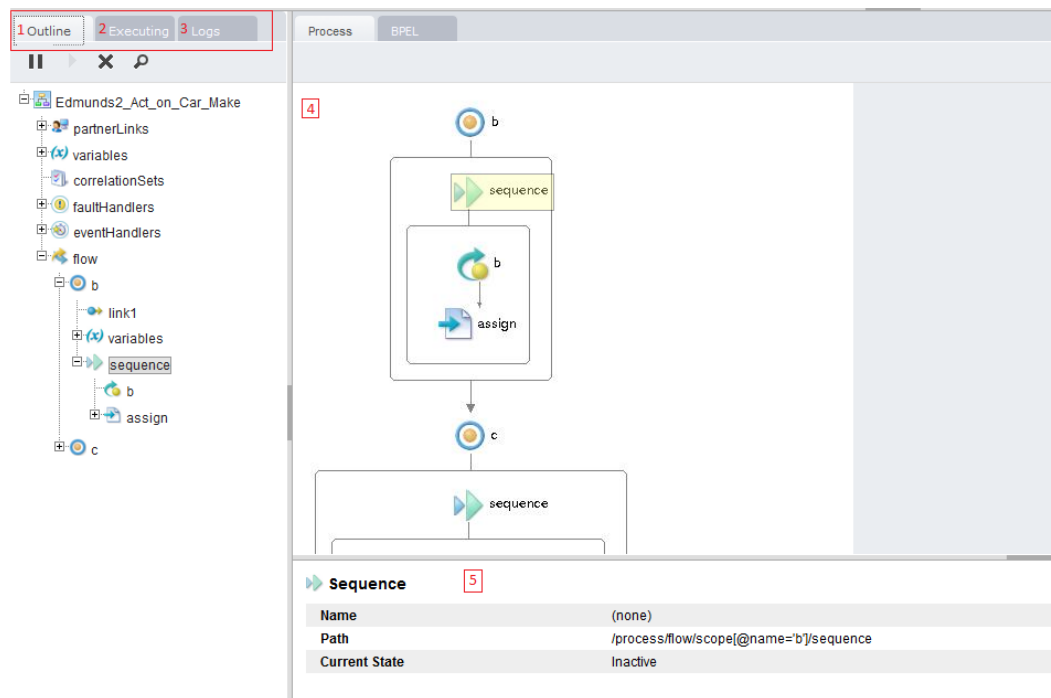 1 Outline 2 Executing 3 Logs
Process BPEL
Edmunds2_Act_on_Car_Make
partnerLinks
(x) variables
correlationSets
faultHandlers
eventHandlers
flow
b
link1
(x) variables
sequence
b
assign
c
4
b
sequence
b
assign
c
sequence
Sequence 5
Name (none)
Path /process/flow/scope[@name='b']/sequence
Current State Inactive